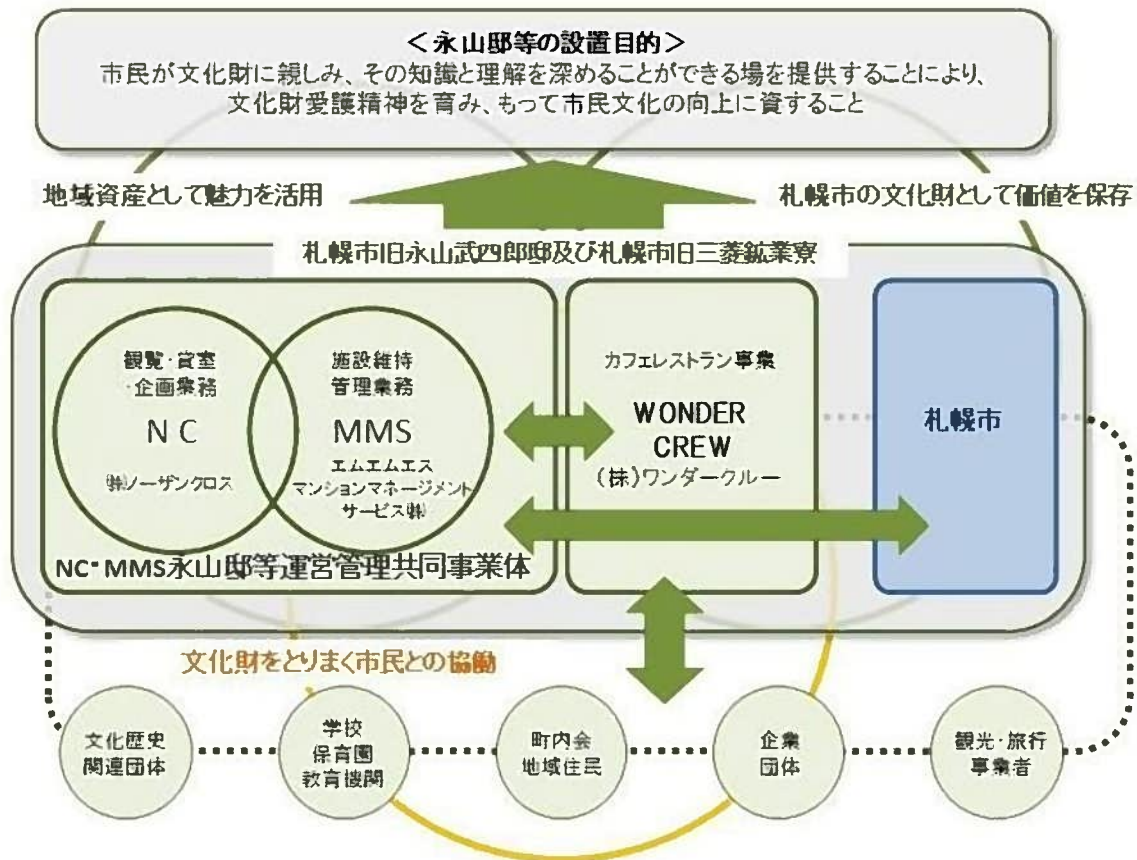 <永山邸等の設置目的>
市民が文化財に親しみ、その知識と理解を深めることができる場を提供することにより、
文化財愛護精神を育み、もって市民文化の向上に資すること
地域資産として魅力を活用
札幌市の文化財として価値を保存
札幌市旧永山武四郎邸及び札幌市旧三菱鉱業寮
観覧・貸室
・企画業務
NC
㈱ノーザンクロス
施設維持
管理業務
MMS
エムエムエス
マンションマネージメント
サービス㈱
NC・MMS永山邸等運営管理共同事業体
カフェレストラン事業
WONDER
CREW
(株)ワンダークルー
札幌市
文化財をとりまく市民との協働
文化歴史
関連団体
学校
保育園
教育機関
町内会
地域住民
企業
団体
観光・旅行
事業者